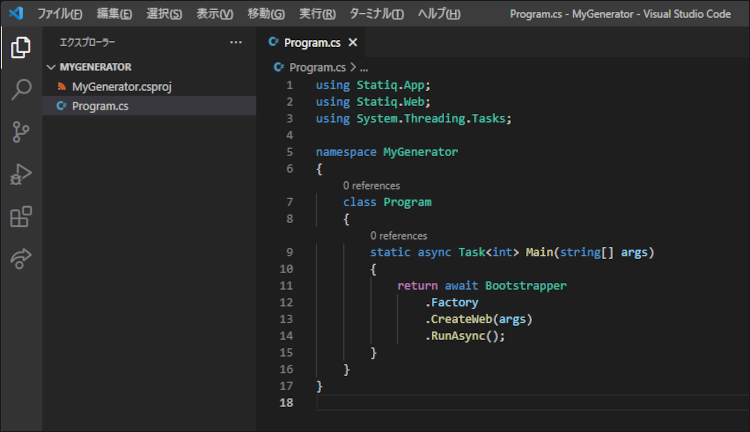 ファイル(F) 編集(E) 選択(S) 表示(V) 移動(G) 実行(R) ターミナル(T) ヘルプ(H) Program.cs - MyGenerator - Visual Studio Code
エクスプローラー ...
MYGENERATOR
MyGenerator.csproj
Program.cs
Program.cs
Program.cs > ...
1 using Statiq.App;
2 using Statiq.Web;
3 using System.Threading.Tasks;
4
5 namespace MyGenerator
6 {
0 references
7 class Program
8 {
0 references
9 static async Task<int> Main(string[] args)
10 {
11 return await Bootstrapper
12 .Factory
13 .CreateWeb(args)
14 .RunAsync();
15 }
16 }
17 }
18